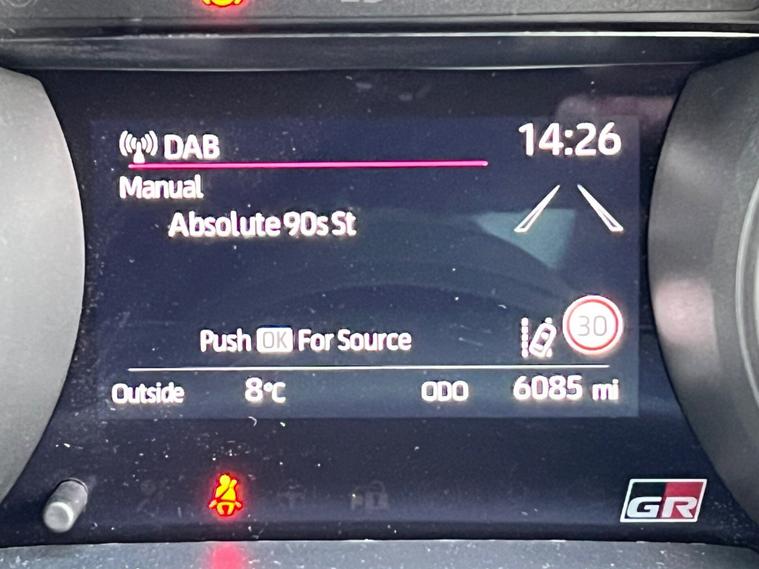 DAB 14:26
Manual
Absolute 90s St
Push OK For Source
30
Outside 8°C ODO 6085 mi
GR